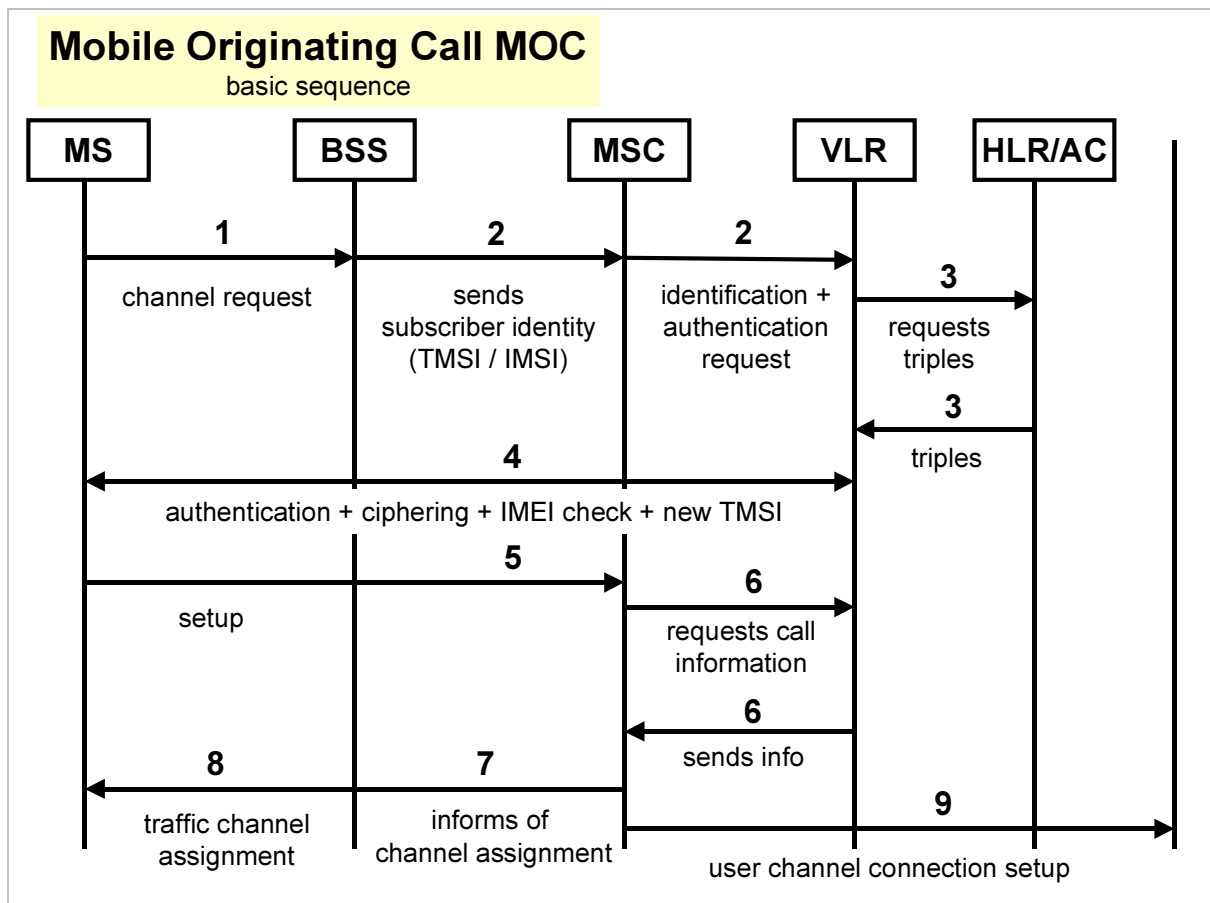 Mobile Originating Call MOC
basic sequence
MS
BSS
MSC
VLR
HLR/AC
1
2
2
channel request
sends
subscriber identity
(TMSI / IMSI)
identification +
authentication
request
3
requests
triples
3
triples
4
authentication + ciphering + IMEI check + new TMSI
5
setup
6
requests call
information
6
sends info
8
7
traffic channel
assignment
informs of
channel assignment
9
user channel connection setup